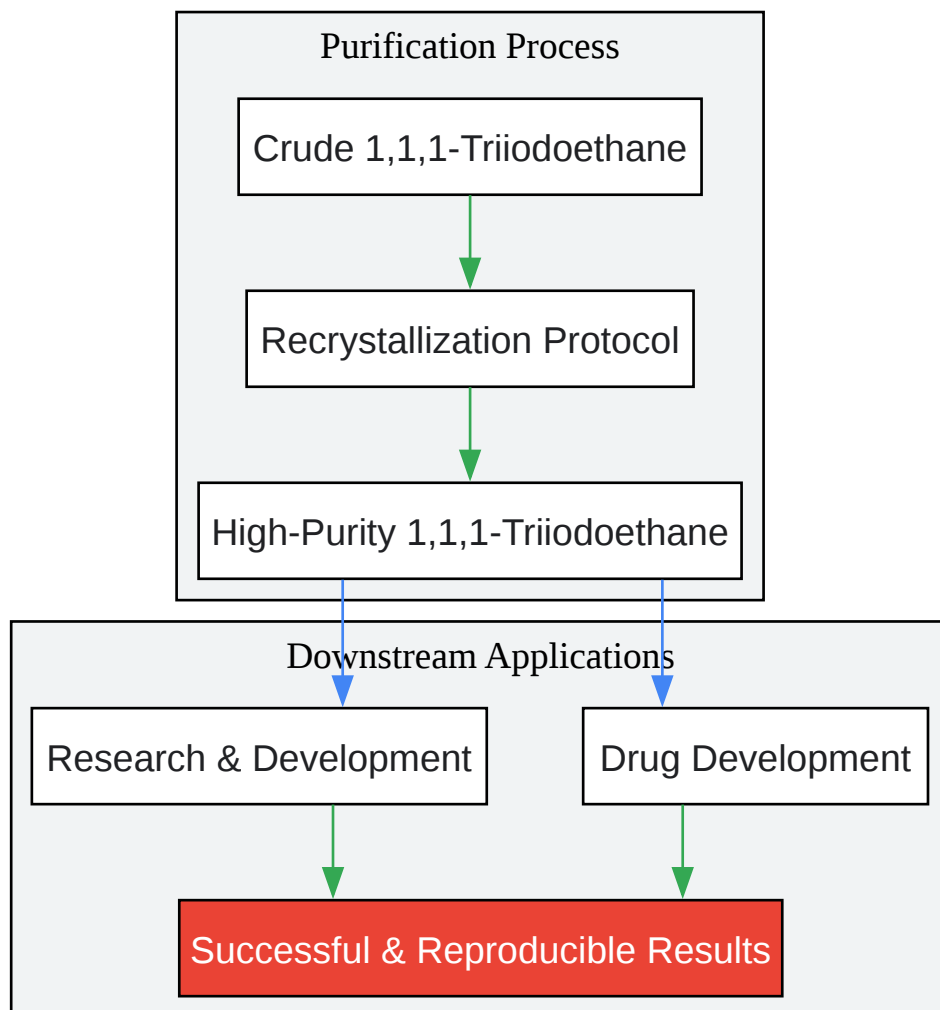 Purification Process
Crude 1,1,1-Triiodoethane
Recrystallization Protocol
High-Purity 1,1,1-Triiodoethane
Downstream Applications
Research & Development
Drug Development
Successful & Reproducible Results